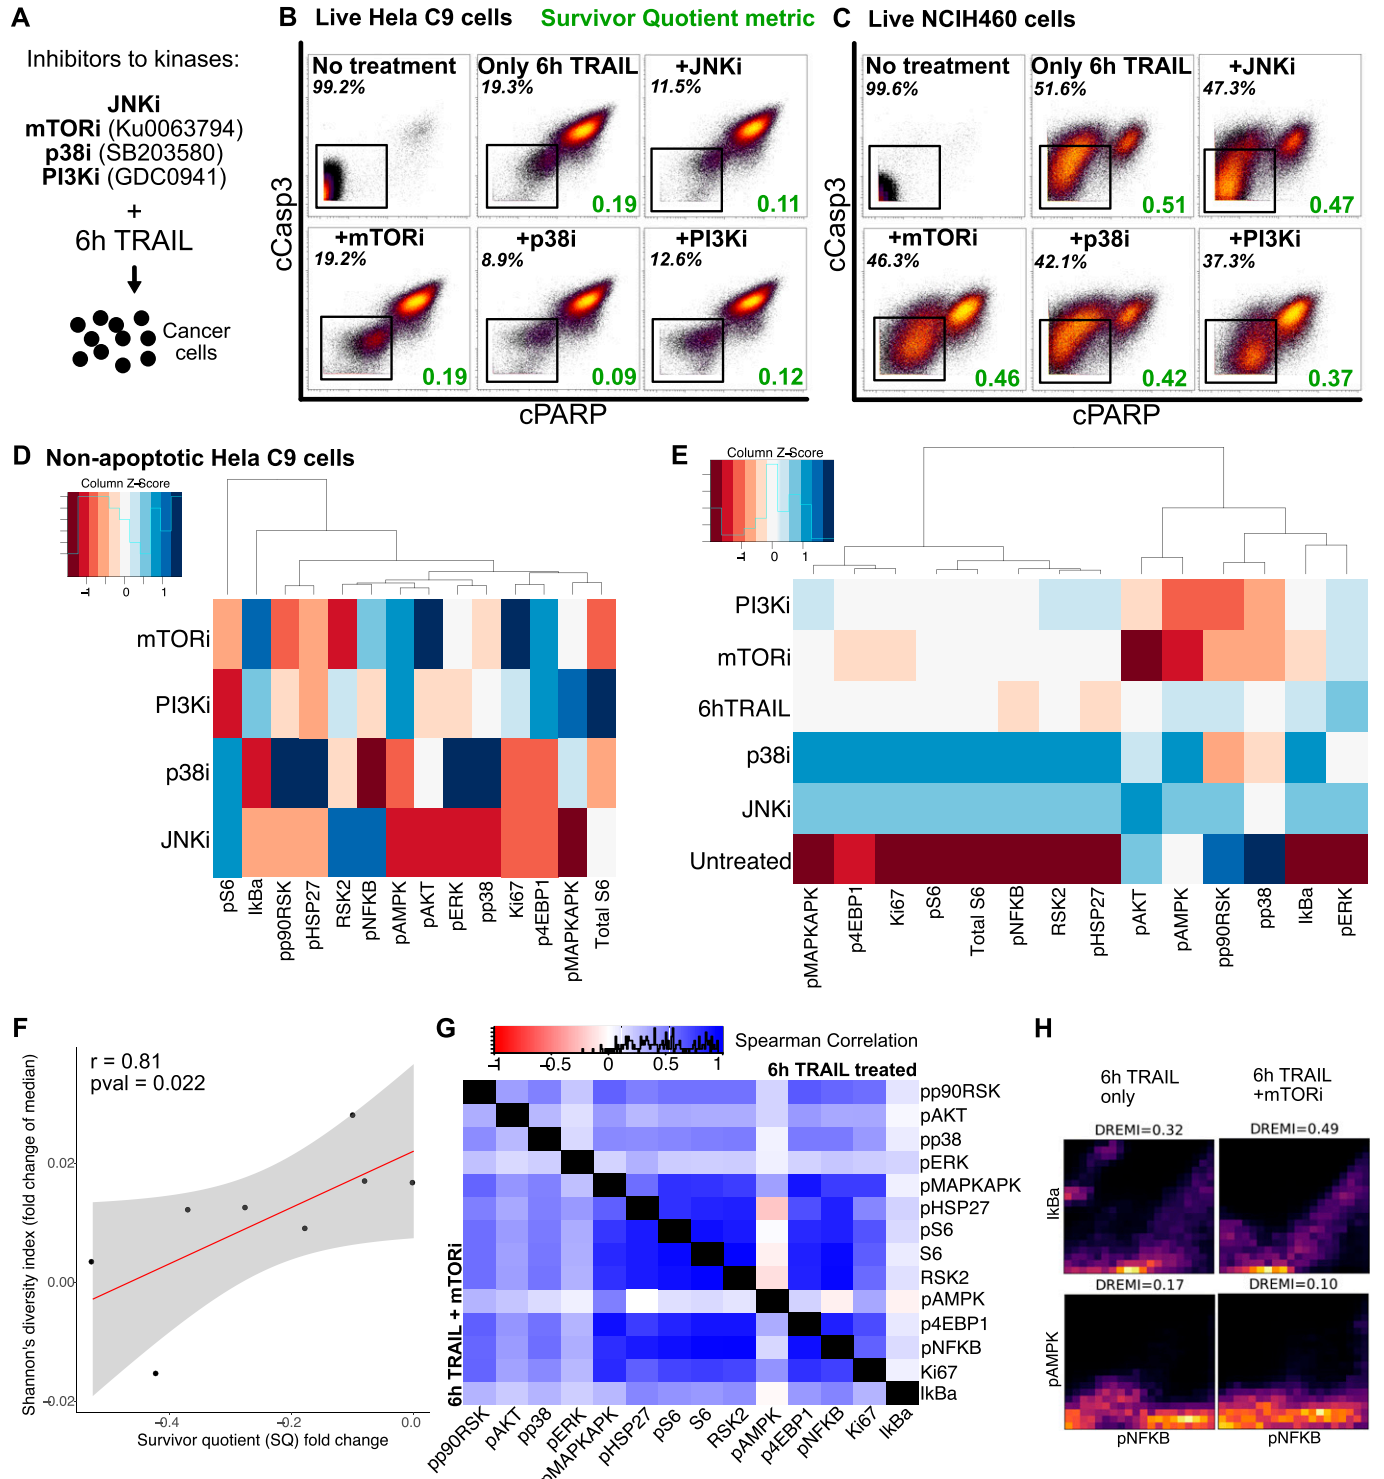 A
Inhibitors to kinases:
JNKi
mTORi (Ku0063794)
p38i (SB203580)
PI3Ki (GDC0941)
+
6h TRAIL
Cancer
cells
B Live Hela C9 cells
Survivor Quotient metric
No treatment
99.2%
Only 6h TRAIL
19.3%
0.19
+JNKi
11.5%
0.11
+mTORi
19.2%
0.19
+p38i
8.9%
0.09
+PI3Ki
12.6%
0.12
cCasp3
cPARP
C Live NCIH460 cells
No treatment
99.6%
Only 6h TRAIL
51.6%
0.51
+JNKi
47.3%
0.47
+mTORi
46.3%
0.46
+p38i
42.1%
0.42
+PI3Ki
37.3%
0.37
cCasp3
cPARP
D Non-apoptotic Hela C9 cells
Column Z-Score
-1 0 1
mTORi
PI3Ki
p38i
JNKi
pS6
IkBa
pp90RSK
pHSP27
RSK2
pNFKB
pAMPK
pAKT
pERK
pp38
Ki67
p4EBP1
pMAPKAPK
Total S6
E
Column Z-Score
-1 0 1
PI3Ki
mTORi
6hTRAIL
p38i
JNKi
Untreated
pMAPKAPK
p4EBP1
Ki67
pS6
Total S6
pNFKB
RSK2
pHSP27
pAKT
pAMPK
pp90RSK
pp38
IkBa
pERK
F
r = 0.81
pval = 0.022
Shannon's diversity index (fold change of median)
0.02
0.00
-0.02
-0.4 -0.2 0.0
Survivor quotient (SQ) fold change
G
-1 -0.5 0 0.5 1
Spearman Correlation
6h TRAIL treated
6h TRAIL + mTORi
pp90RSK
pAKT
pp38
pERK
pMAPKAPK
pHSP27
pS6
S6
RSK2
pAMPK
p4EBP1
pNFKB
Ki67
IkBa
pp90RSK
pAKT
pp38
pERK
pMAPKAPK
pHSP27
pS6
S6
RSK2
pAMPK
p4EBP1
pNFKB
Ki67
IkBa
H
6h TRAIL
only
6h TRAIL
+mTORi
DREMI=0.32
DREMI=0.49
IkBa
DREMI=0.17
DREMI=0.10
pAMPK
pNFKB
pNFKB